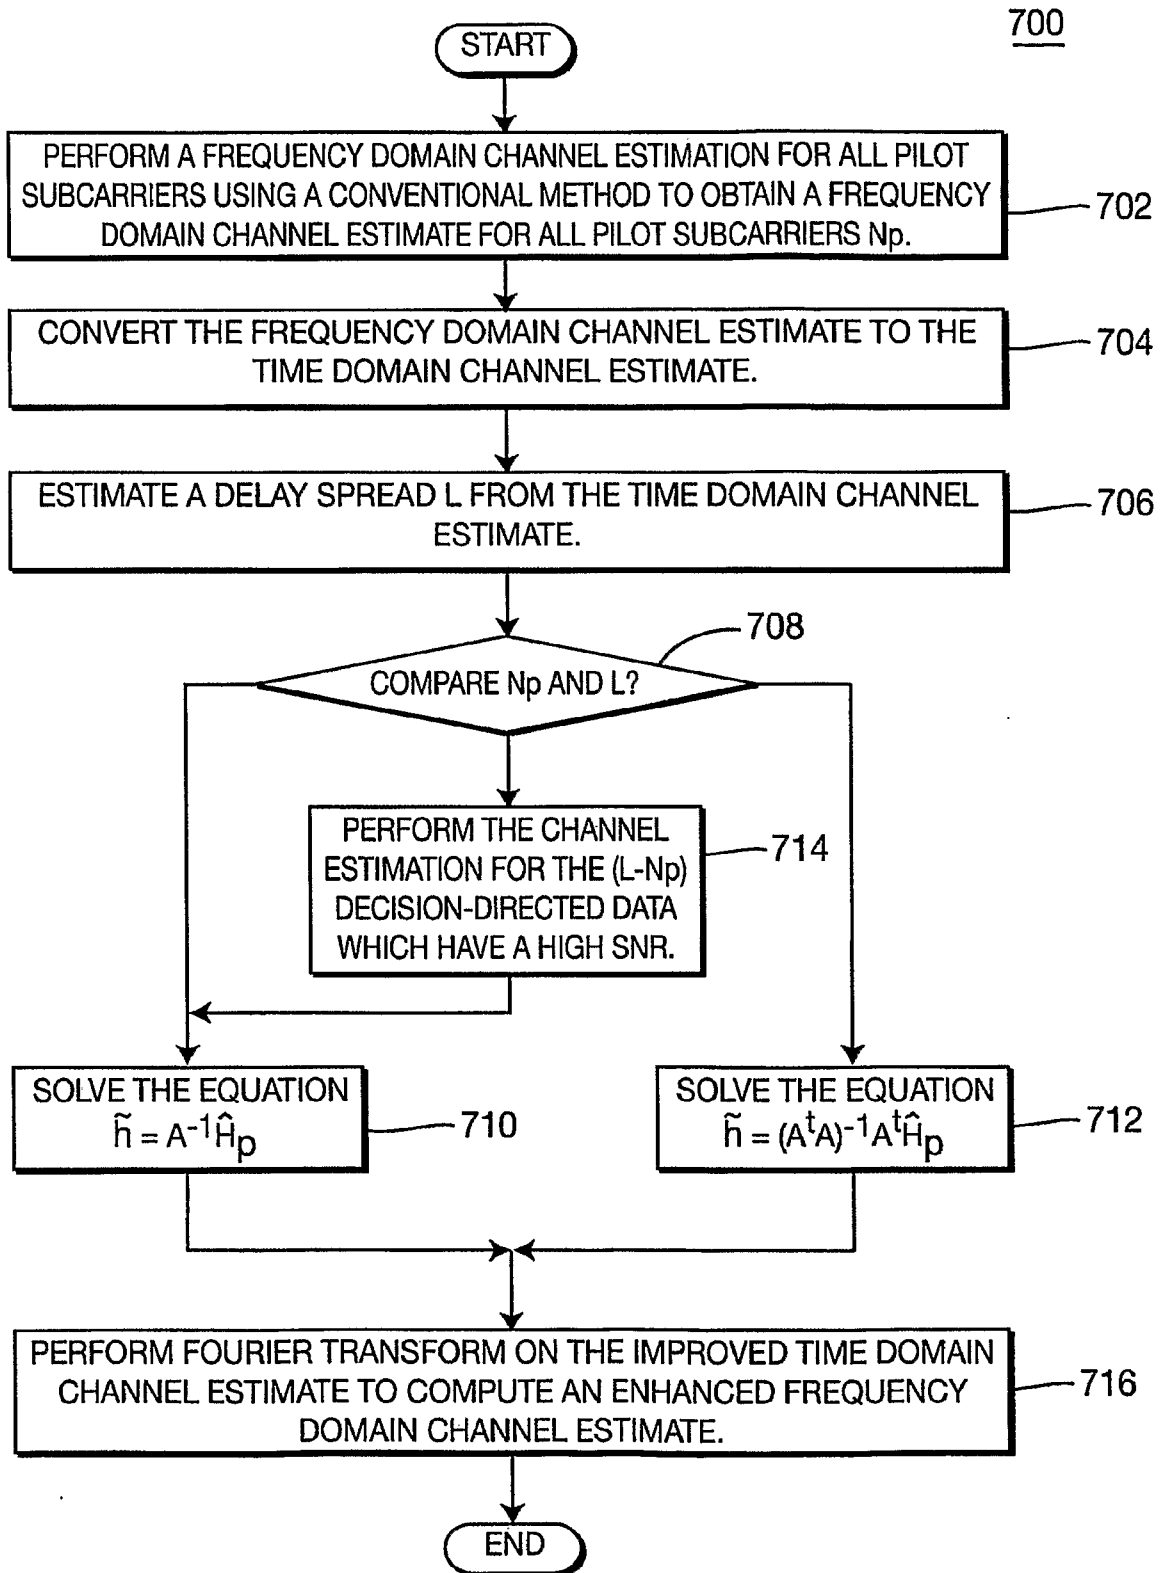 700
START
PERFORM A FREQUENCY DOMAIN CHANNEL ESTIMATION FOR ALL PILOT
SUBCARRIERS USING A CONVENTIONAL METHOD TO OBTAIN A FREQUENCY
DOMAIN CHANNEL ESTIMATE FOR ALL PILOT SUBCARRIERS Np.
702
CONVERT THE FREQUENCY DOMAIN CHANNEL ESTIMATE TO THE
TIME DOMAIN CHANNEL ESTIMATE.
704
ESTIMATE A DELAY SPREAD L FROM THE TIME DOMAIN CHANNEL
ESTIMATE.
706
708
COMPARE Np AND L?
PERFORM THE CHANNEL
ESTIMATION FOR THE (L-Np)
DECISION-DIRECTED DATA
WHICH HAVE A HIGH SNR.
714
SOLVE THE EQUATION
h̃ = A⁻¹Ĥp
710
SOLVE THE EQUATION
h̃ = (AᵗA)⁻¹AᵗĤp
712
PERFORM FOURIER TRANSFORM ON THE IMPROVED TIME DOMAIN
CHANNEL ESTIMATE TO COMPUTE AN ENHANCED FREQUENCY
DOMAIN CHANNEL ESTIMATE.
716
END